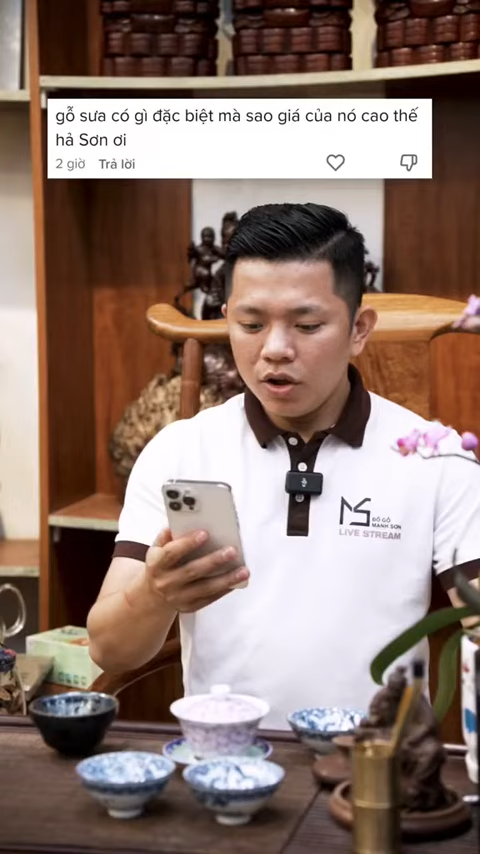 gỗ sưa có gì đặc biệt mà sao giá của nó cao thế
hả Sơn ơi
2 giờ Trả lời
MS
ĐỒ GỖ
MẠNH SƠN
LIVE STREAM